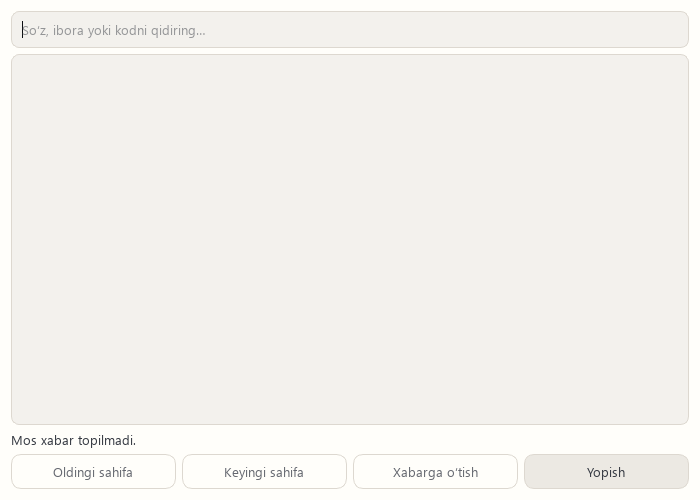 So‘z, ibora yoki kodni qidiring...
Mos xabar topilmadi.
Oldingi sahifa
Keyingi sahifa
Xabarga o‘tish
Yopish